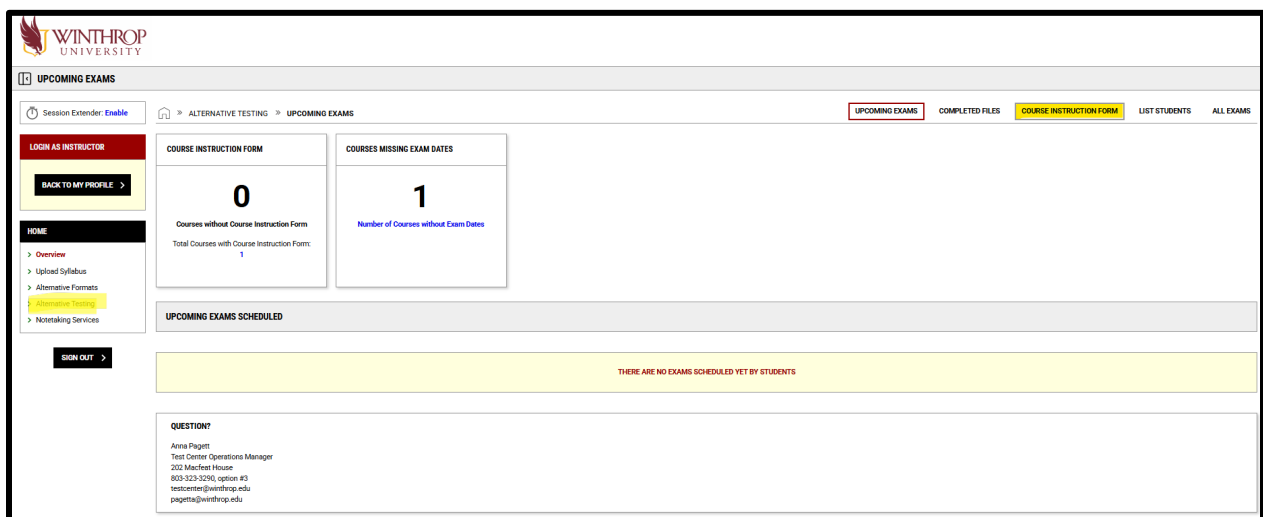 WINTHROP
UNIVERSITY
UPCOMING EXAMS
Session Extender: Enable
» ALTERNATIVE TESTING » UPCOMING EXAMS
UPCOMING EXAMS COMPLETED FILES COURSE INSTRUCTION FORM LIST STUDENTS ALL EXAMS
LOGIN AS INSTRUCTOR
BACK TO MY PROFILE >
HOME
> Overview
> Upload Syllabus
> Alternative Formats
> Alternative Testing
> Notetaking Services
SIGN OUT >
COURSE INSTRUCTION FORM
0
Courses without Course Instruction Form
Total Courses with Course Instruction Form:
1
COURSES MISSING EXAM DATES
1
Number of Courses without Exam Dates
UPCOMING EXAMS SCHEDULED
THERE ARE NO EXAMS SCHEDULED YET BY STUDENTS
QUESTION?
Anna Pagett
Test Center Operations Manager
202 Macfeat House
803-323-3290, option #3
testcenter@winthrop.edu
pagetta@winthrop.edu